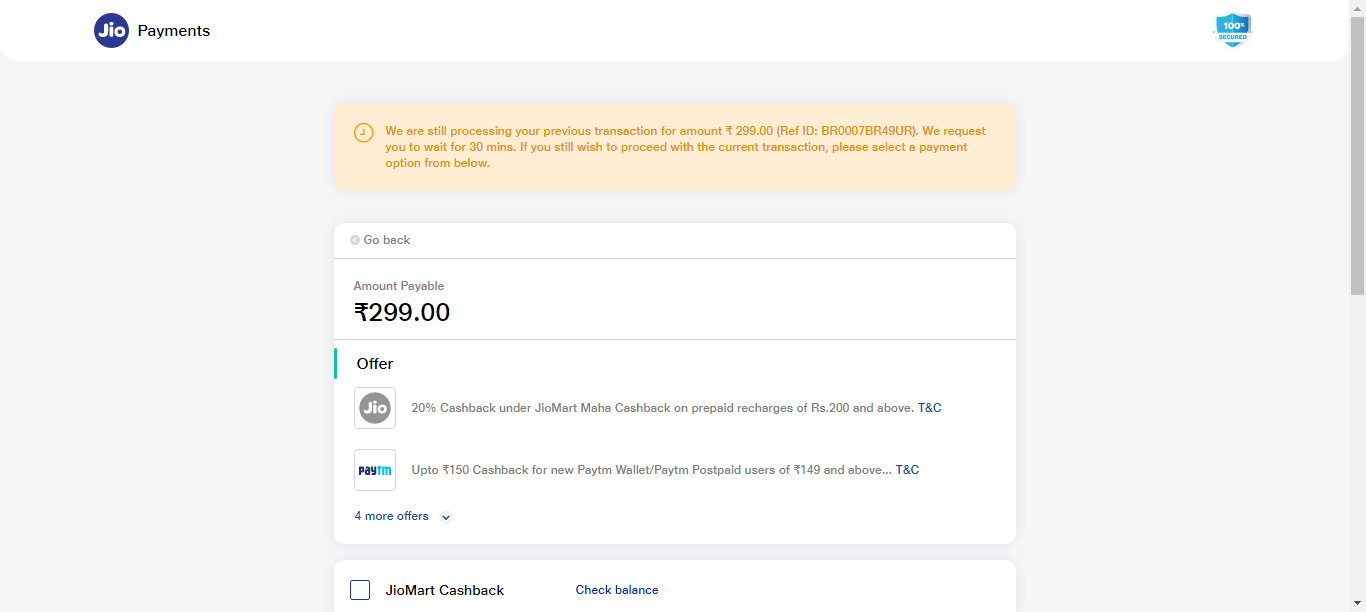 Jio Payments
100%
SECURED
We are still processing your previous transaction for amount ₹ 299.00 (Ref ID: BR0007BR49UR). We request
you to wait for 30 mins. If you still wish to proceed with the current transaction, please select a payment
option from below.
Go back
Amount Payable
₹299.00
Offer
Jio
20% Cashback under JioMart Maha Cashback on prepaid recharges of Rs.200 and above. T&C
paytm
Upto ₹150 Cashback for new Paytm Wallet/Paytm Postpaid users of ₹149 and above... T&C
4 more offers
JioMart Cashback Check balance